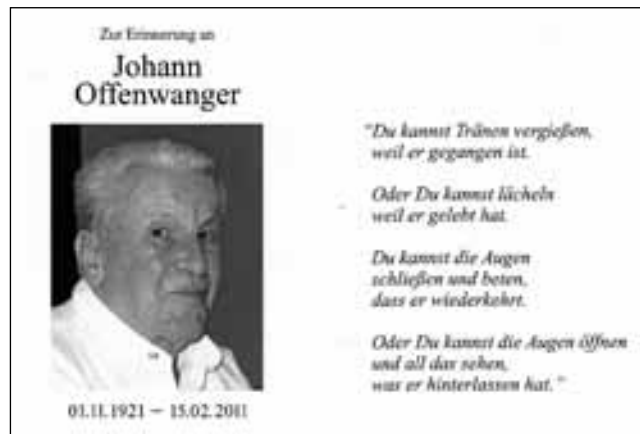 Zur Erinnerung an
Johann
Offenwanger
03.11.1921 – 15.02.2011
"Du kannst Tränen vergießen,
weil er gegangen ist.
Oder Du kannst lächeln
weil er gelebt hat.
Du kannst die Augen
schließen und beten,
dass er wiederkehrt.
Oder Du kannst die Augen öffnen
und all das sehen,
was er hinterlassen hat."